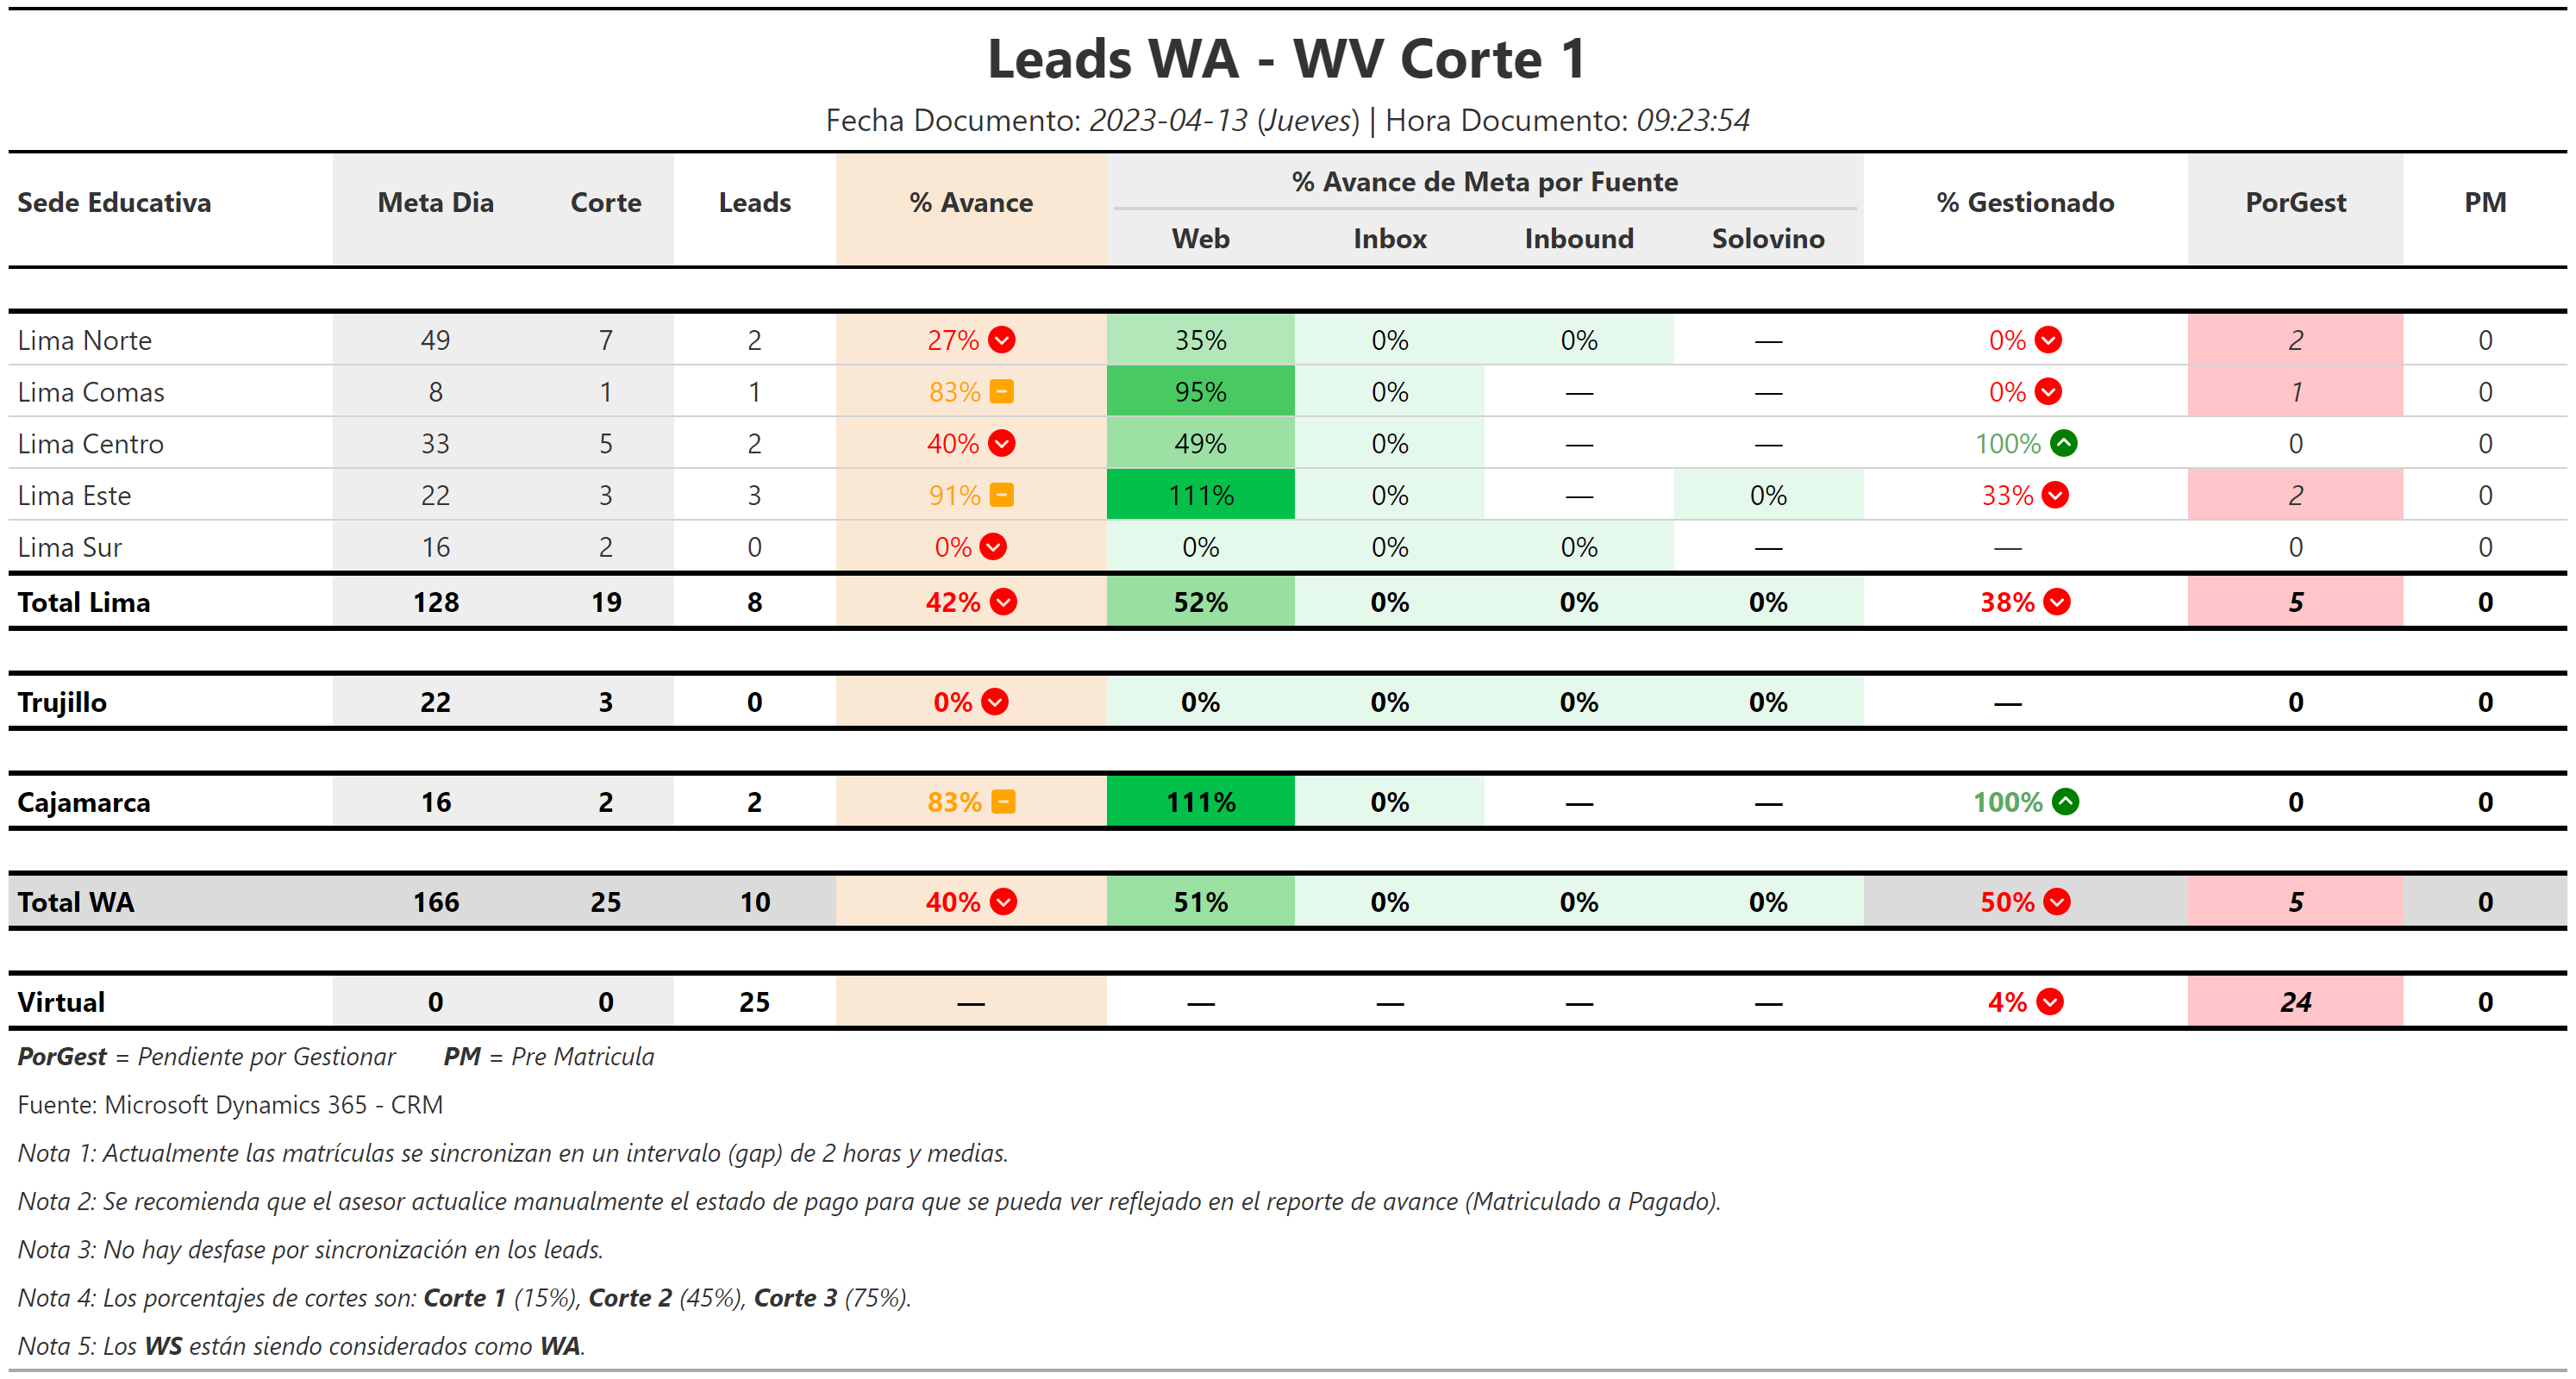 Leads WA - WV Corte 1
Fecha Documento: 2023-04-13 (Jueves) | Hora Documento: 09:23:54
Sede Educativa Meta Dia Corte Leads % Avance % Avance de Meta por Fuente % Gestionado PorGest PM
Web Inbox Inbound Solovino
Lima Norte 49 7 2 27% 35% 0% 0% — 0% 2 0
Lima Comas 8 1 1 83% 95% 0% — — 0% 1 0
Lima Centro 33 5 2 40% 49% 0% — — 100% 0 0
Lima Este 22 3 3 91% 111% 0% — 0% 33% 2 0
Lima Sur 16 2 0 0% 0% 0% 0% — — 0 0
Total Lima 128 19 8 42% 52% 0% 0% 0% 38% 5 0
Trujillo 22 3 0 0% 0% 0% 0% 0% — 0 0
Cajamarca 16 2 2 83% 111% 0% — — 100% 0 0
Total WA 166 25 10 40% 51% 0% 0% 0% 50% 5 0
Virtual 0 0 25 — — — — — 4% 24 0
PorGest = Pendiente por Gestionar PM = Pre Matricula
Fuente: Microsoft Dynamics 365 - CRM
Nota 1: Actualmente las matrículas se sincronizan en un intervalo (gap) de 2 horas y medias.
Nota 2: Se recomienda que el asesor actualice manualmente el estado de pago para que se pueda ver reflejado en el reporte de avance (Matriculado a Pagado).
Nota 3: No hay desfase por sincronización en los leads.
Nota 4: Los porcentajes de cortes son: Corte 1 (15%), Corte 2 (45%), Corte 3 (75%).
Nota 5: Los WS están siendo considerados como WA.